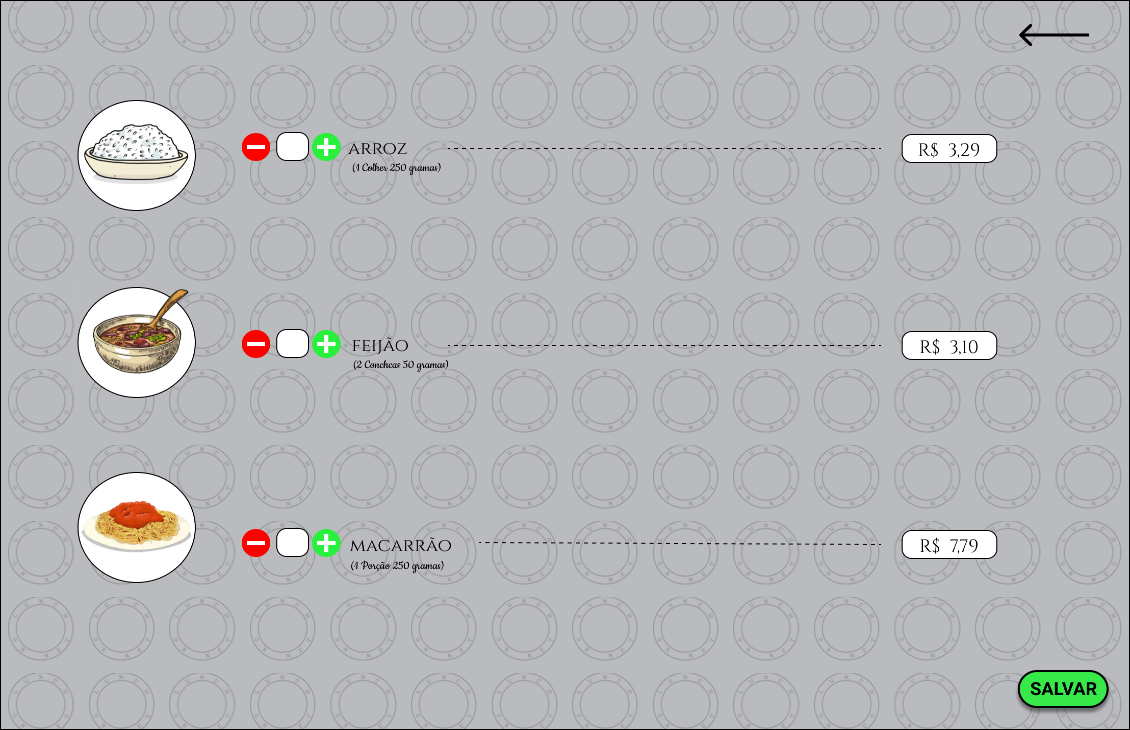 ARROZ
R$ 3,29
(1 Colher 250 gramas)
FEIJÃO
R$ 3,10
(2 Conchcas 50 gramas)
MACARRÃO
R$ 7,79
(1 Porção 250 gramas)
SALVAR